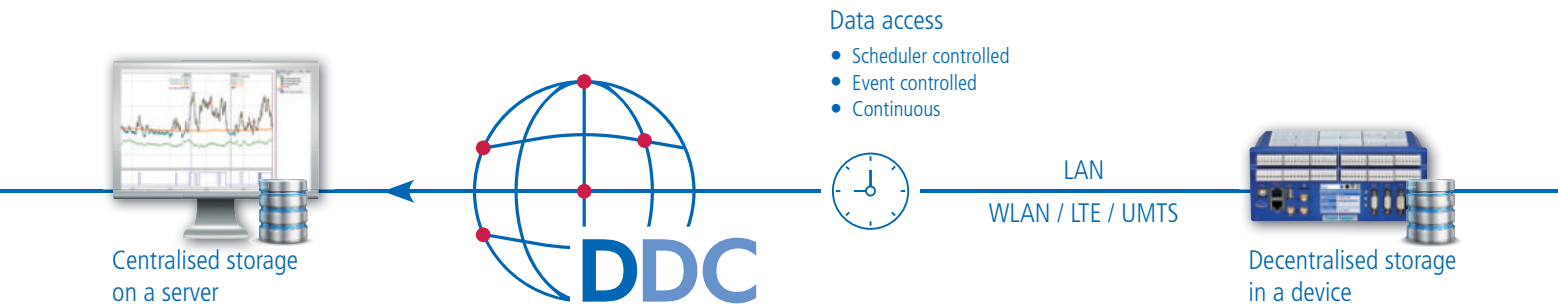 Data access
• Scheduler controlled
• Event controlled
• Continuous
LAN
WLAN / LTE / UMTS
DDC
Centralised storage
on a server
Decentralised storage
in a device